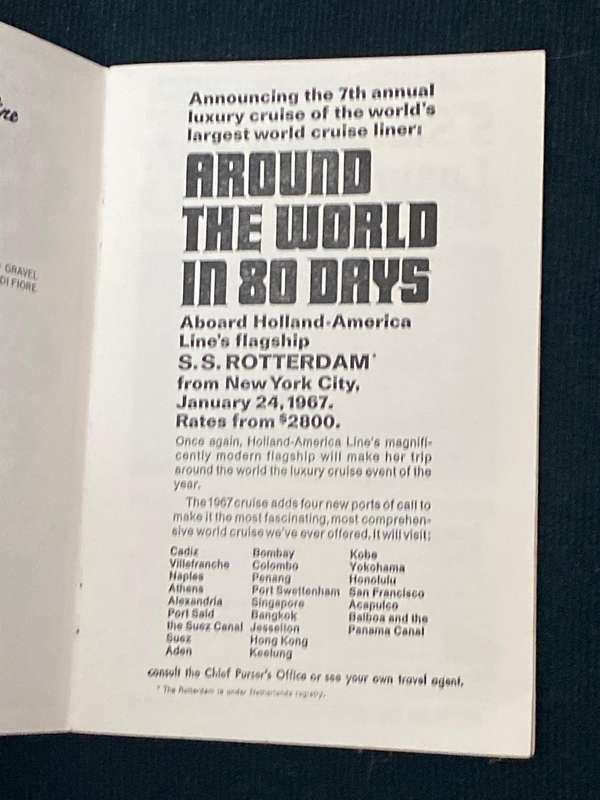 GRAVEL
DI FIORE
Announcing the 7th annual
luxury cruise of the world's
largest world cruise liner:
AROUND
THE WORLD
IN 80 DAYS
Aboard Holland-America
Line's flagship
S.S. ROTTERDAM*
from New York City,
January 24, 1967.
Rates from $2800.
Once again, Holland-America Line's magnifi-
cently modern flagship will make her trip
around the world the luxury cruise event of the
year.
The 1967 cruise adds four new ports of call to
make it the most fascinating, most comprehen-
sive world cruise we've ever offered. It will visit:
Cadiz
Villefranche
Naples
Athens
Alexandria
Port Said
the Suez Canal
Suez
Aden
Bombay
Colombo
Penang
Port Swettenham
Singapore
Bangkok
Jesselton
Hong Kong
Keelung
Kobe
Yokohama
Honolulu
San Francisco
Acapulco
Balboa and the
Panama Canal
consult the Chief Purser's Office or see your own travel agent.
* The Rotterdam is under Netherlands registry.